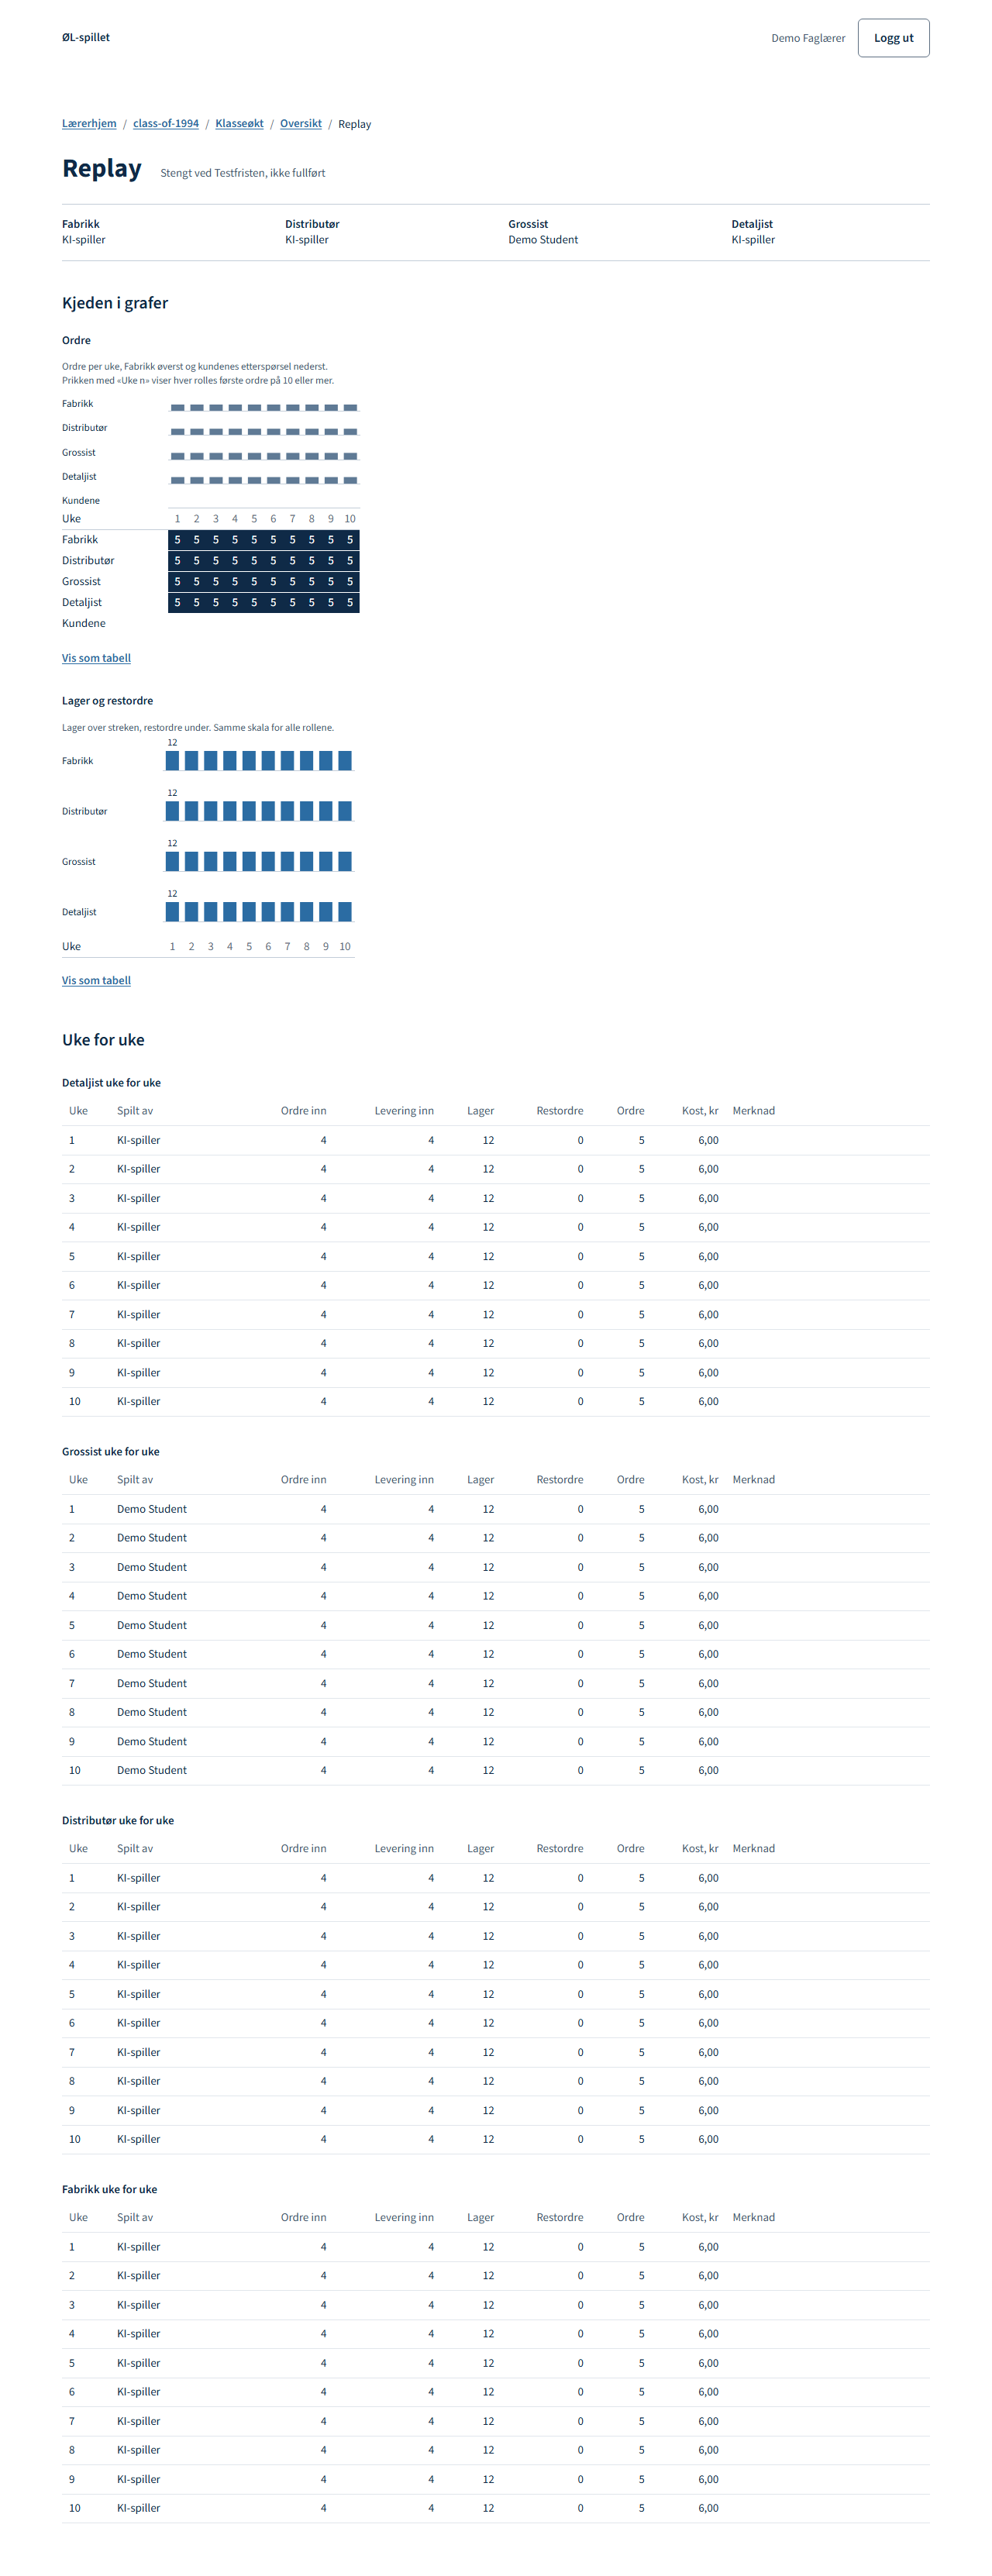 ØL-spillet
Demo Faglærer Logg ut
Lærerhjem / class-of-1994 / Klasseøkt / Oversikt / Replay
Replay Stengt ved Testfristen, ikke fullført
Fabrikk Distributør Grossist Detaljist
KI-spiller KI-spiller Demo Student KI-spiller
Kjeden i grafer
Ordre
Ordre per uke, Fabrikk øverst og kundenes etterspørsel nederst.
Prikken med «Uke n» viser hver rolles første ordre på 10 eller mer.
Fabrikk
Distributør
Grossist
Detaljist
Kundene
Uke 1 2 3 4 5 6 7 8 9 10
Fabrikk 5 5 5 5 5 5 5 5 5 5
Distributør 5 5 5 5 5 5 5 5 5 5
Grossist 5 5 5 5 5 5 5 5 5 5
Detaljist 5 5 5 5 5 5 5 5 5 5
Kundene
Vis som tabell
Lager og restordre
Lager over streken, restordre under. Samme skala for alle rollene.
12
Fabrikk
12
Distributør
12
Grossist
12
Detaljist
Uke 1 2 3 4 5 6 7 8 9 10
Vis som tabell
Uke for uke
Detaljist uke for uke
Uke Spilt av Ordre inn Levering inn Lager Restordre Ordre Kost, kr Merknad
1 KI-spiller 4 4 12 0 5 6,00
2 KI-spiller 4 4 12 0 5 6,00
3 KI-spiller 4 4 12 0 5 6,00
4 KI-spiller 4 4 12 0 5 6,00
5 KI-spiller 4 4 12 0 5 6,00
6 KI-spiller 4 4 12 0 5 6,00
7 KI-spiller 4 4 12 0 5 6,00
8 KI-spiller 4 4 12 0 5 6,00
9 KI-spiller 4 4 12 0 5 6,00
10 KI-spiller 4 4 12 0 5 6,00
Grossist uke for uke
Uke Spilt av Ordre inn Levering inn Lager Restordre Ordre Kost, kr Merknad
1 Demo Student 4 4 12 0 5 6,00
2 Demo Student 4 4 12 0 5 6,00
3 Demo Student 4 4 12 0 5 6,00
4 Demo Student 4 4 12 0 5 6,00
5 Demo Student 4 4 12 0 5 6,00
6 Demo Student 4 4 12 0 5 6,00
7 Demo Student 4 4 12 0 5 6,00
8 Demo Student 4 4 12 0 5 6,00
9 Demo Student 4 4 12 0 5 6,00
10 Demo Student 4 4 12 0 5 6,00
Distributør uke for uke
Uke Spilt av Ordre inn Levering inn Lager Restordre Ordre Kost, kr Merknad
1 KI-spiller 4 4 12 0 5 6,00
2 KI-spiller 4 4 12 0 5 6,00
3 KI-spiller 4 4 12 0 5 6,00
4 KI-spiller 4 4 12 0 5 6,00
5 KI-spiller 4 4 12 0 5 6,00
6 KI-spiller 4 4 12 0 5 6,00
7 KI-spiller 4 4 12 0 5 6,00
8 KI-spiller 4 4 12 0 5 6,00
9 KI-spiller 4 4 12 0 5 6,00
10 KI-spiller 4 4 12 0 5 6,00
Fabrikk uke for uke
Uke Spilt av Ordre inn Levering inn Lager Restordre Ordre Kost, kr Merknad
1 KI-spiller 4 4 12 0 5 6,00
2 KI-spiller 4 4 12 0 5 6,00
3 KI-spiller 4 4 12 0 5 6,00
4 KI-spiller 4 4 12 0 5 6,00
5 KI-spiller 4 4 12 0 5 6,00
6 KI-spiller 4 4 12 0 5 6,00
7 KI-spiller 4 4 12 0 5 6,00
8 KI-spiller 4 4 12 0 5 6,00
9 KI-spiller 4 4 12 0 5 6,00
10 KI-spiller 4 4 12 0 5 6,00